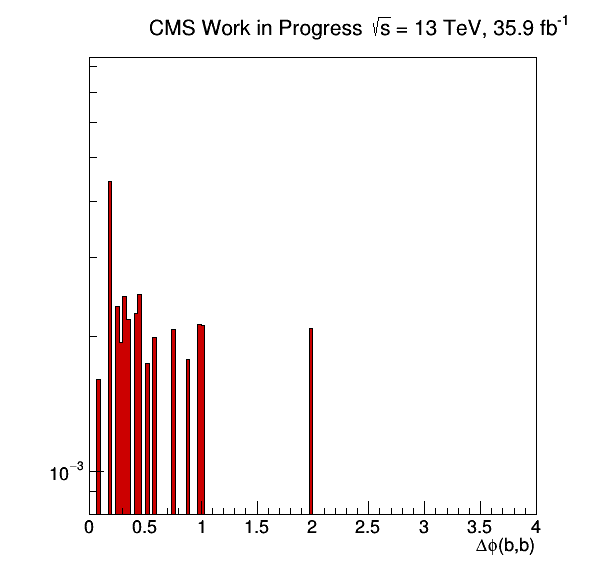 CMS Work in Progress √s = 13 TeV, 35.9 fb⁻¹
10⁻³
0 0.5 1 1.5 2 2.5 3 3.5 4
Δϕ(b,b)